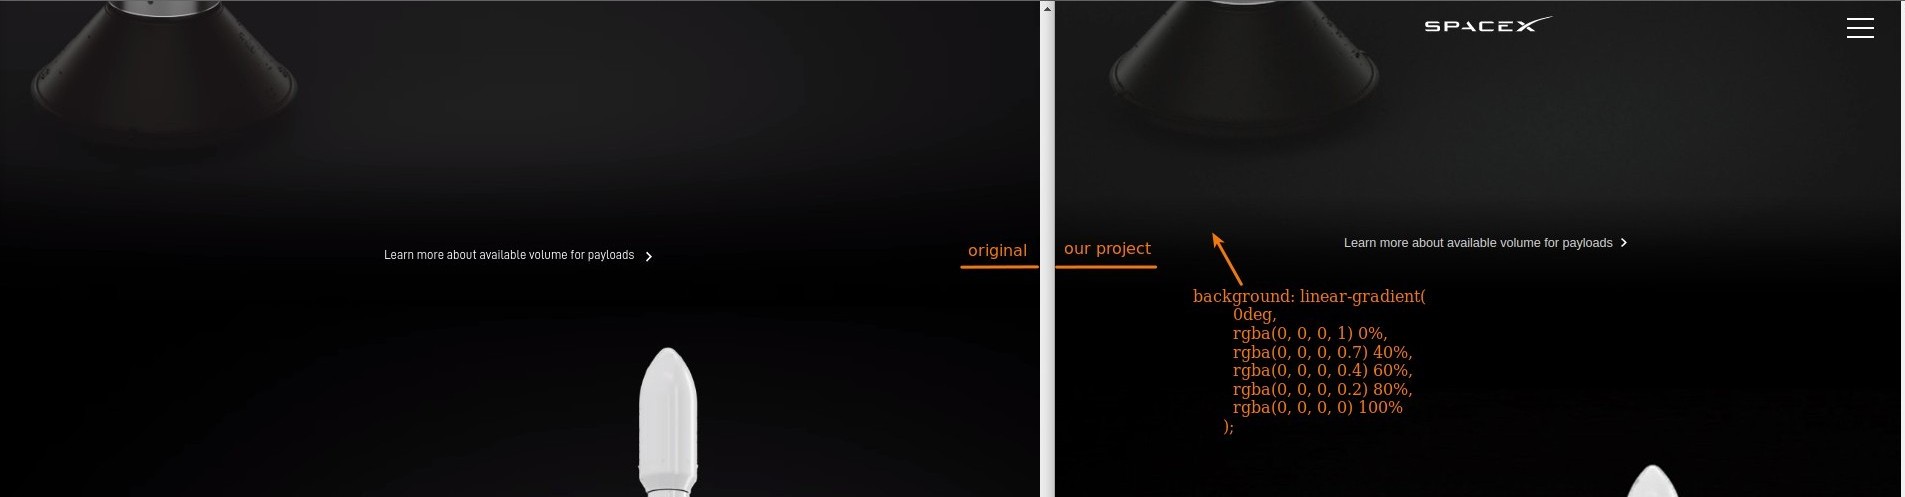 SPACEX
Learn more about available volume for payloads
original
our project
Learn more about available volume for payloads
background: linear-gradient(
0deg,
rgba(0, 0, 0, 1) 0%,
rgba(0, 0, 0, 0.7) 40%,
rgba(0, 0, 0, 0.4) 60%,
rgba(0, 0, 0, 0.2) 80%,
rgba(0, 0, 0, 0) 100%
);